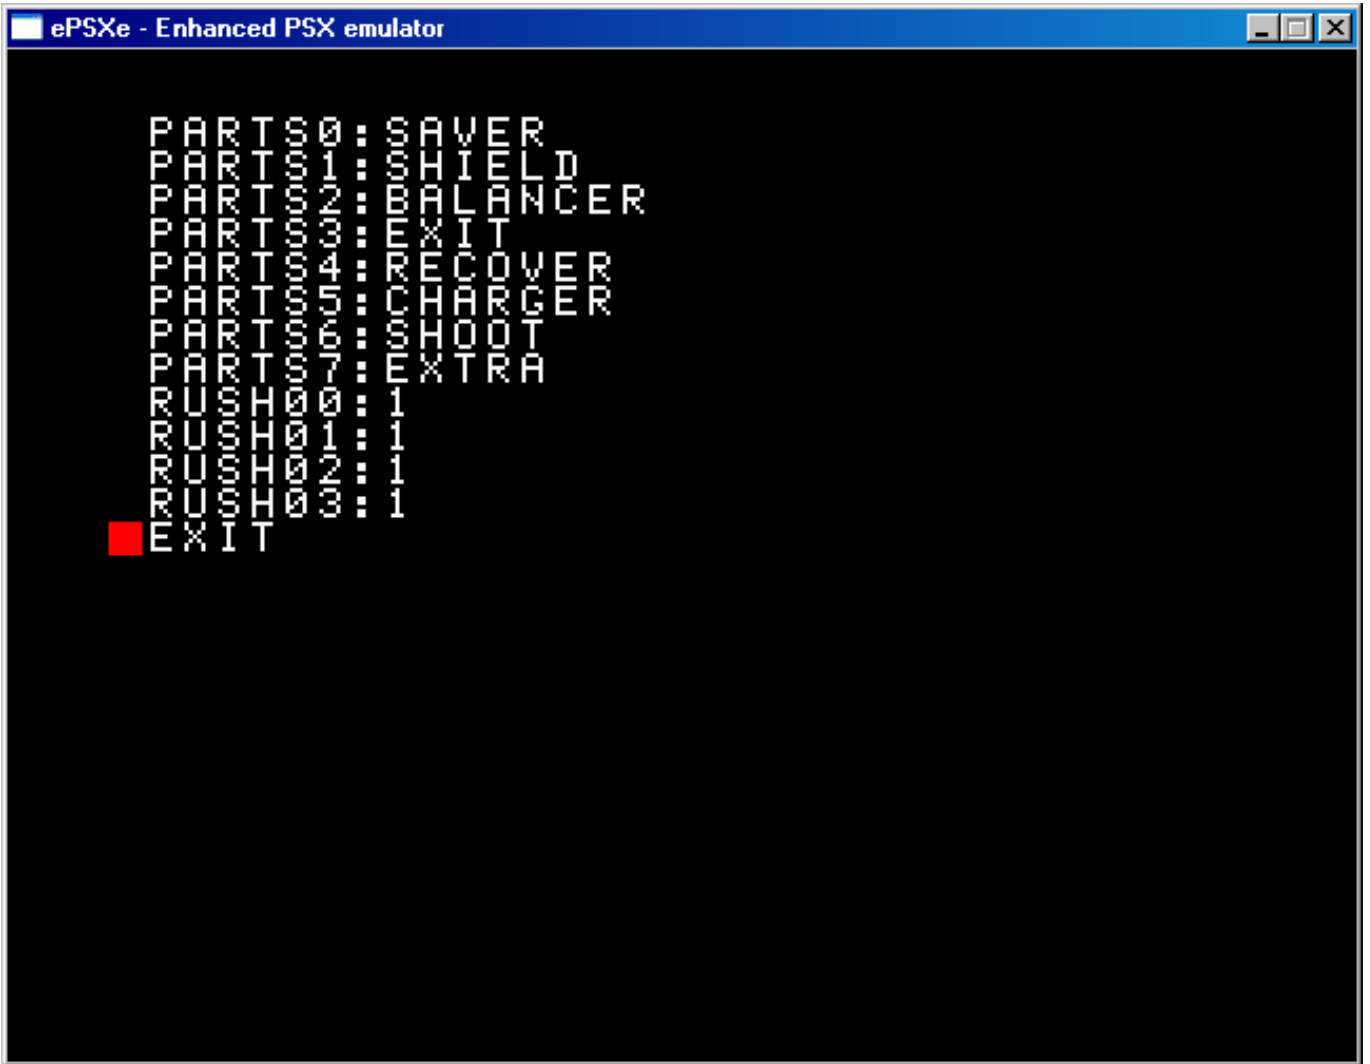 ePSXe - Enhanced PSX emulator
PARTS0:SAVER
PARTS1:SHIELD
PARTS2:BALANCER
PARTS3:EXIT
PARTS4:RECOVER
PARTS5:CHARGER
PARTS6:SHOOT
PARTS7:EXTRA
RUSH00:1
RUSH01:1
RUSH02:1
RUSH03:1
EXIT